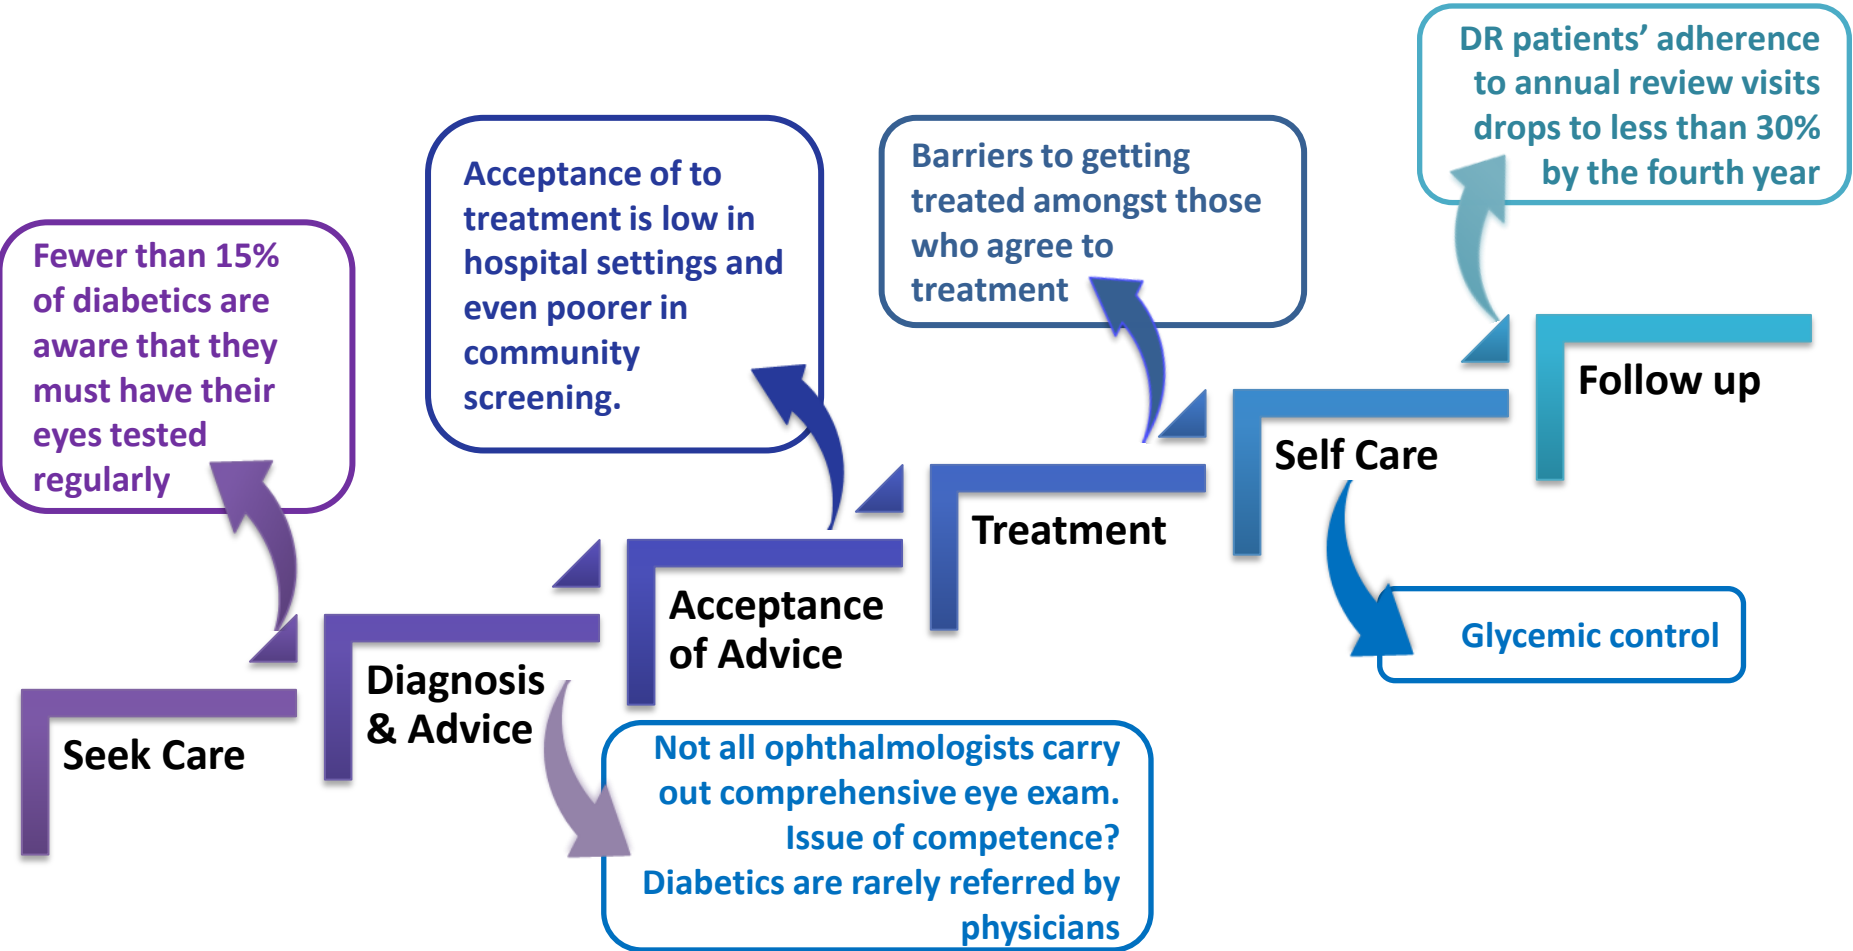 Fewer than 15%
of diabetics are
aware that they
must have their
eyes tested
regularly
Seek Care
Diagnosis
& Advice
Not all ophthalmologists carry
out comprehensive eye exam.
Issue of competence?
Diabetics are rarely referred by
physicians
Acceptance of to
treatment is low in
hospital settings and
even poorer in
community
screening.
Acceptance
of Advice
Barriers to getting
treated amongst those
who agree to
treatment
Treatment
Self Care
Glycemic control
DR patients’ adherence
to annual review visits
drops to less than 30%
by the fourth year
Follow up